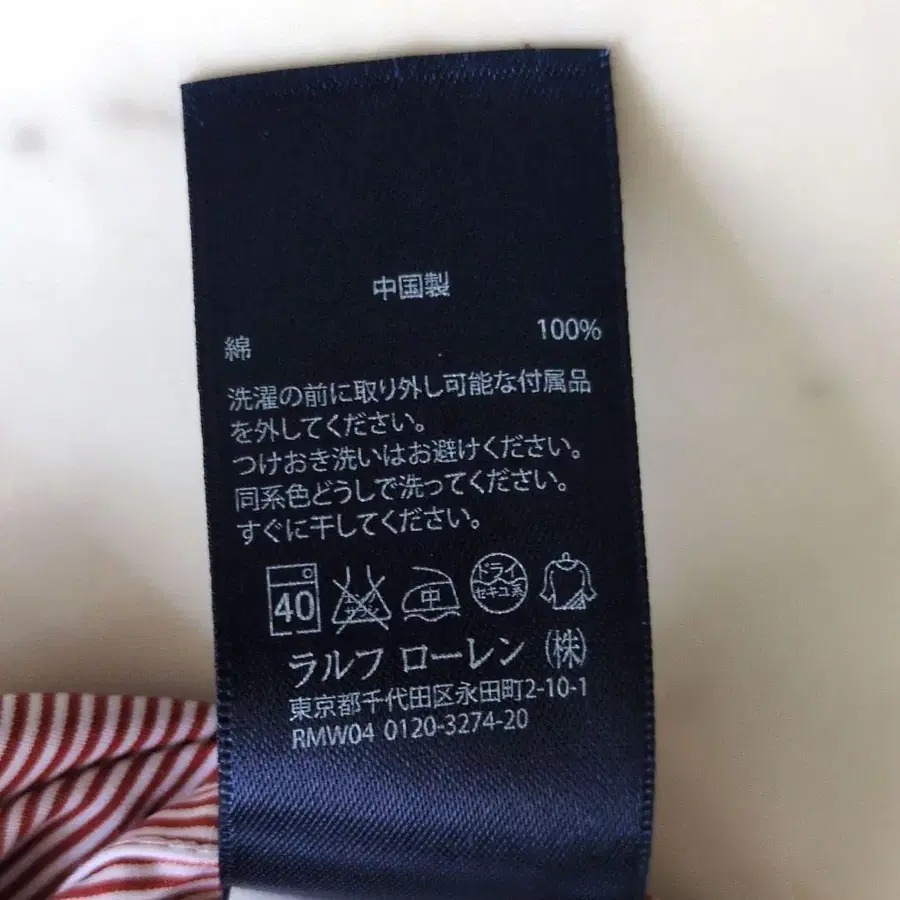 中国製
綿 100%
洗濯の前に取り外し可能な付属品
を外してください。
つけおき洗いはお避けください。
同系色どうしで洗ってください。
すぐに干してください。
40 中 ドライ セキユ系
ラルフ ローレン (株)
東京都千代田区永田町2-10-1
RMW04 0120-3274-20